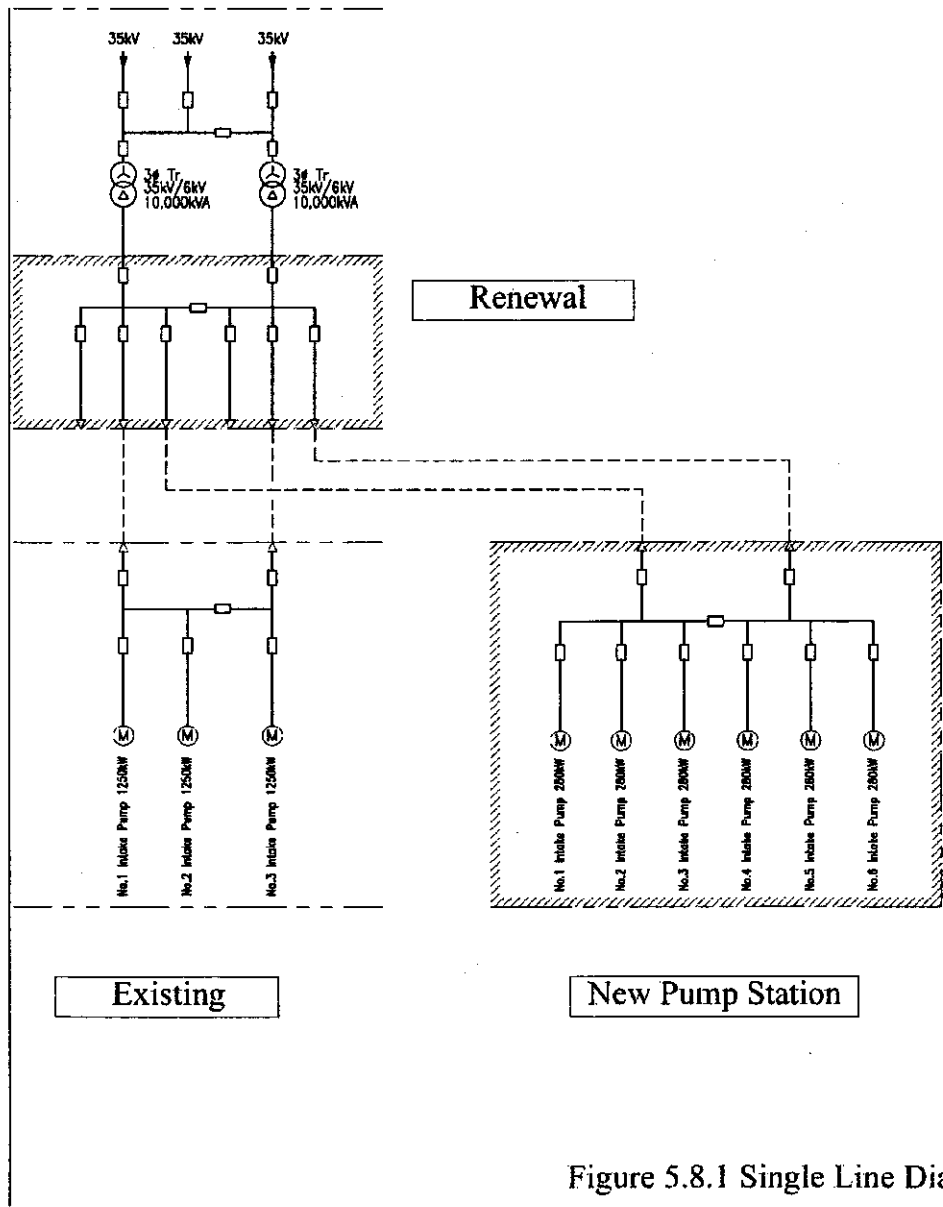 35kV 35kV 35kV
3ø Tr
35kV/6kV
10,000kVA
3ø Tr
35kV/6kV
10,000kVA
Renewal
M M M
No.1 Intake Pump 1250kW
No.2 Intake Pump 1250kW
No.3 Intake Pump 1250kW
M M M M M M
No.1 Intake Pump 280kW
No.2 Intake Pump 280kW
No.3 Intake Pump 280kW
No.4 Intake Pump 280kW
No.5 Intake Pump 280kW
No.6 Intake Pump 280kW
Existing
New Pump Station
Figure 5.8.1 Single Line Dia